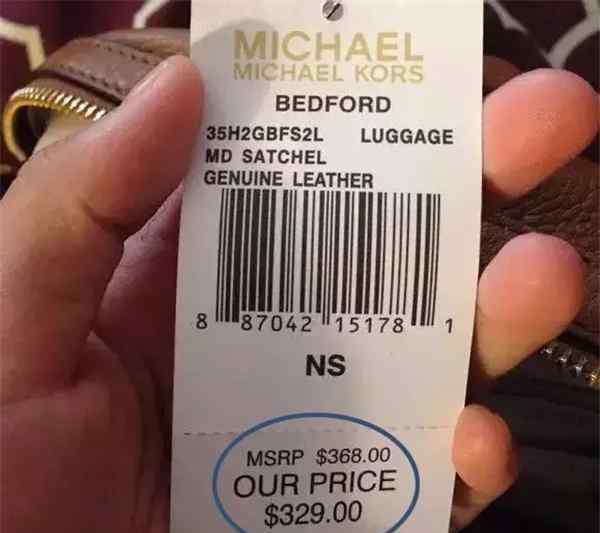 MICHAEL
MICHAEL KORS
BEDFORD
35H2GBFS2L LUGGAGE
MD SATCHEL
GENUINE LEATHER
8 87042 15178 1
NS
MSRP $368.00
OUR PRICE
$329.00